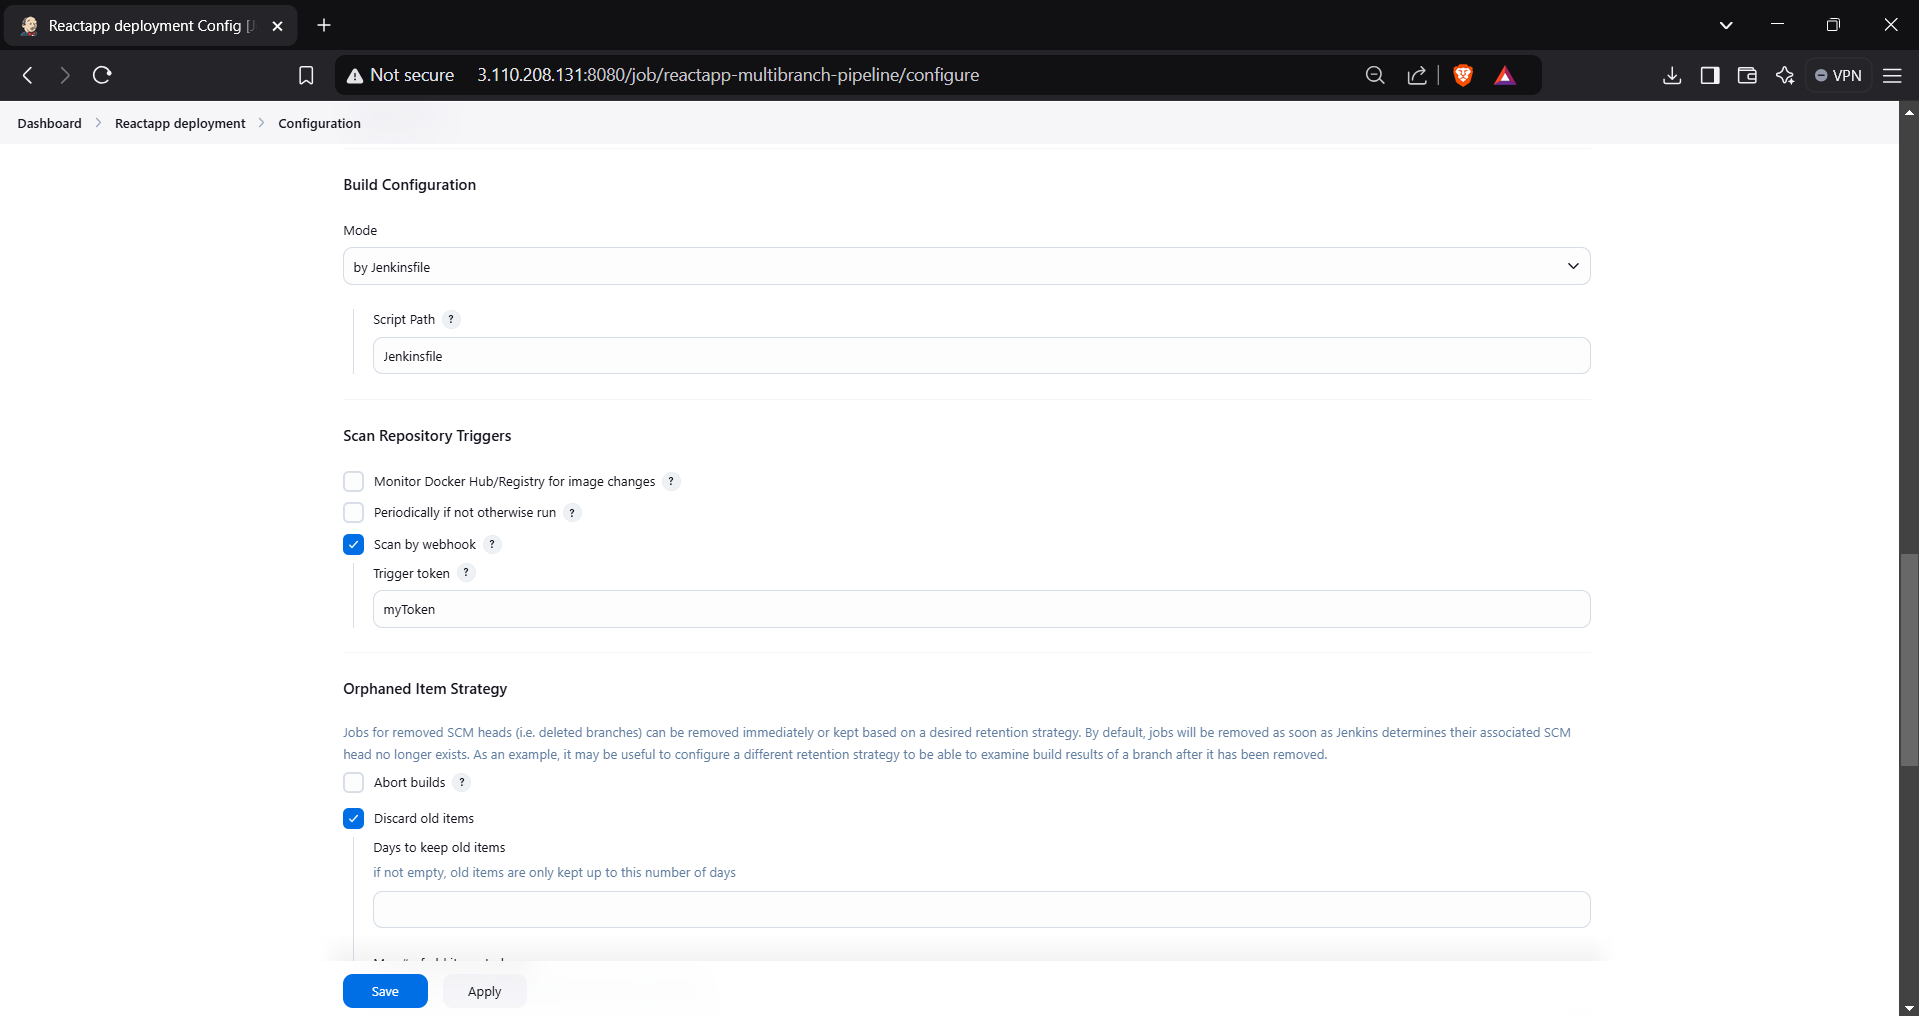 Reactapp deployment Config [J
Not secure 3.110.208.131:8080/job/reactapp-multibranch-pipeline/configure
VPN
Dashboard > Reactapp deployment > Configuration
Build Configuration
Mode
by Jenkinsfile
Script Path ?
Jenkinsfile
Scan Repository Triggers
Monitor Docker Hub/Registry for image changes ?
Periodically if not otherwise run ?
Scan by webhook ?
Trigger token ?
myToken
Orphaned Item Strategy
Jobs for removed SCM heads (i.e. deleted branches) can be removed immediately or kept based on a desired retention strategy. By default, jobs will be removed as soon as Jenkins determines their associated SCM
head no longer exists. As an example, it may be useful to configure a different retention strategy to be able to examine build results of a branch after it has been removed.
Abort builds ?
Discard old items
Days to keep old items
if not empty, old items are only kept up to this number of days
Save Apply